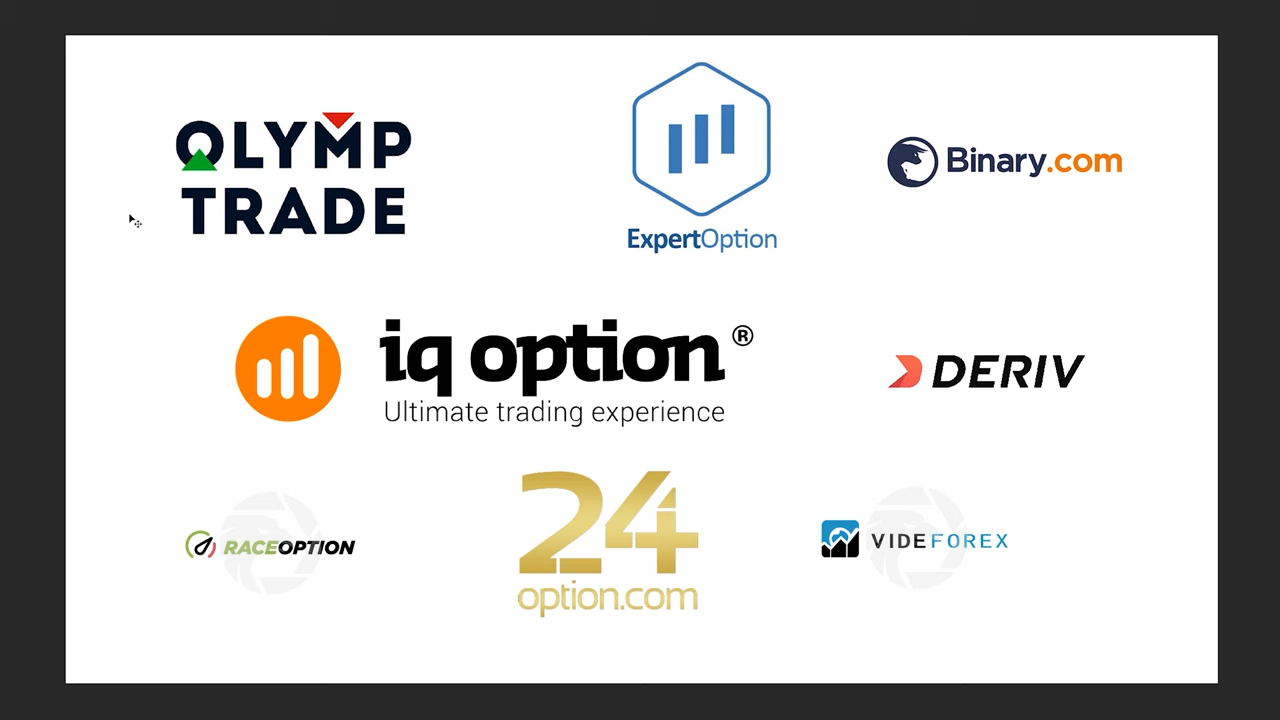 OLYMP
TRADE
ExpertOption
Binary.com
iq option ®
Ultimate trading experience
DERIV
RACEOPTION
24
option.com
VIDEFOREX